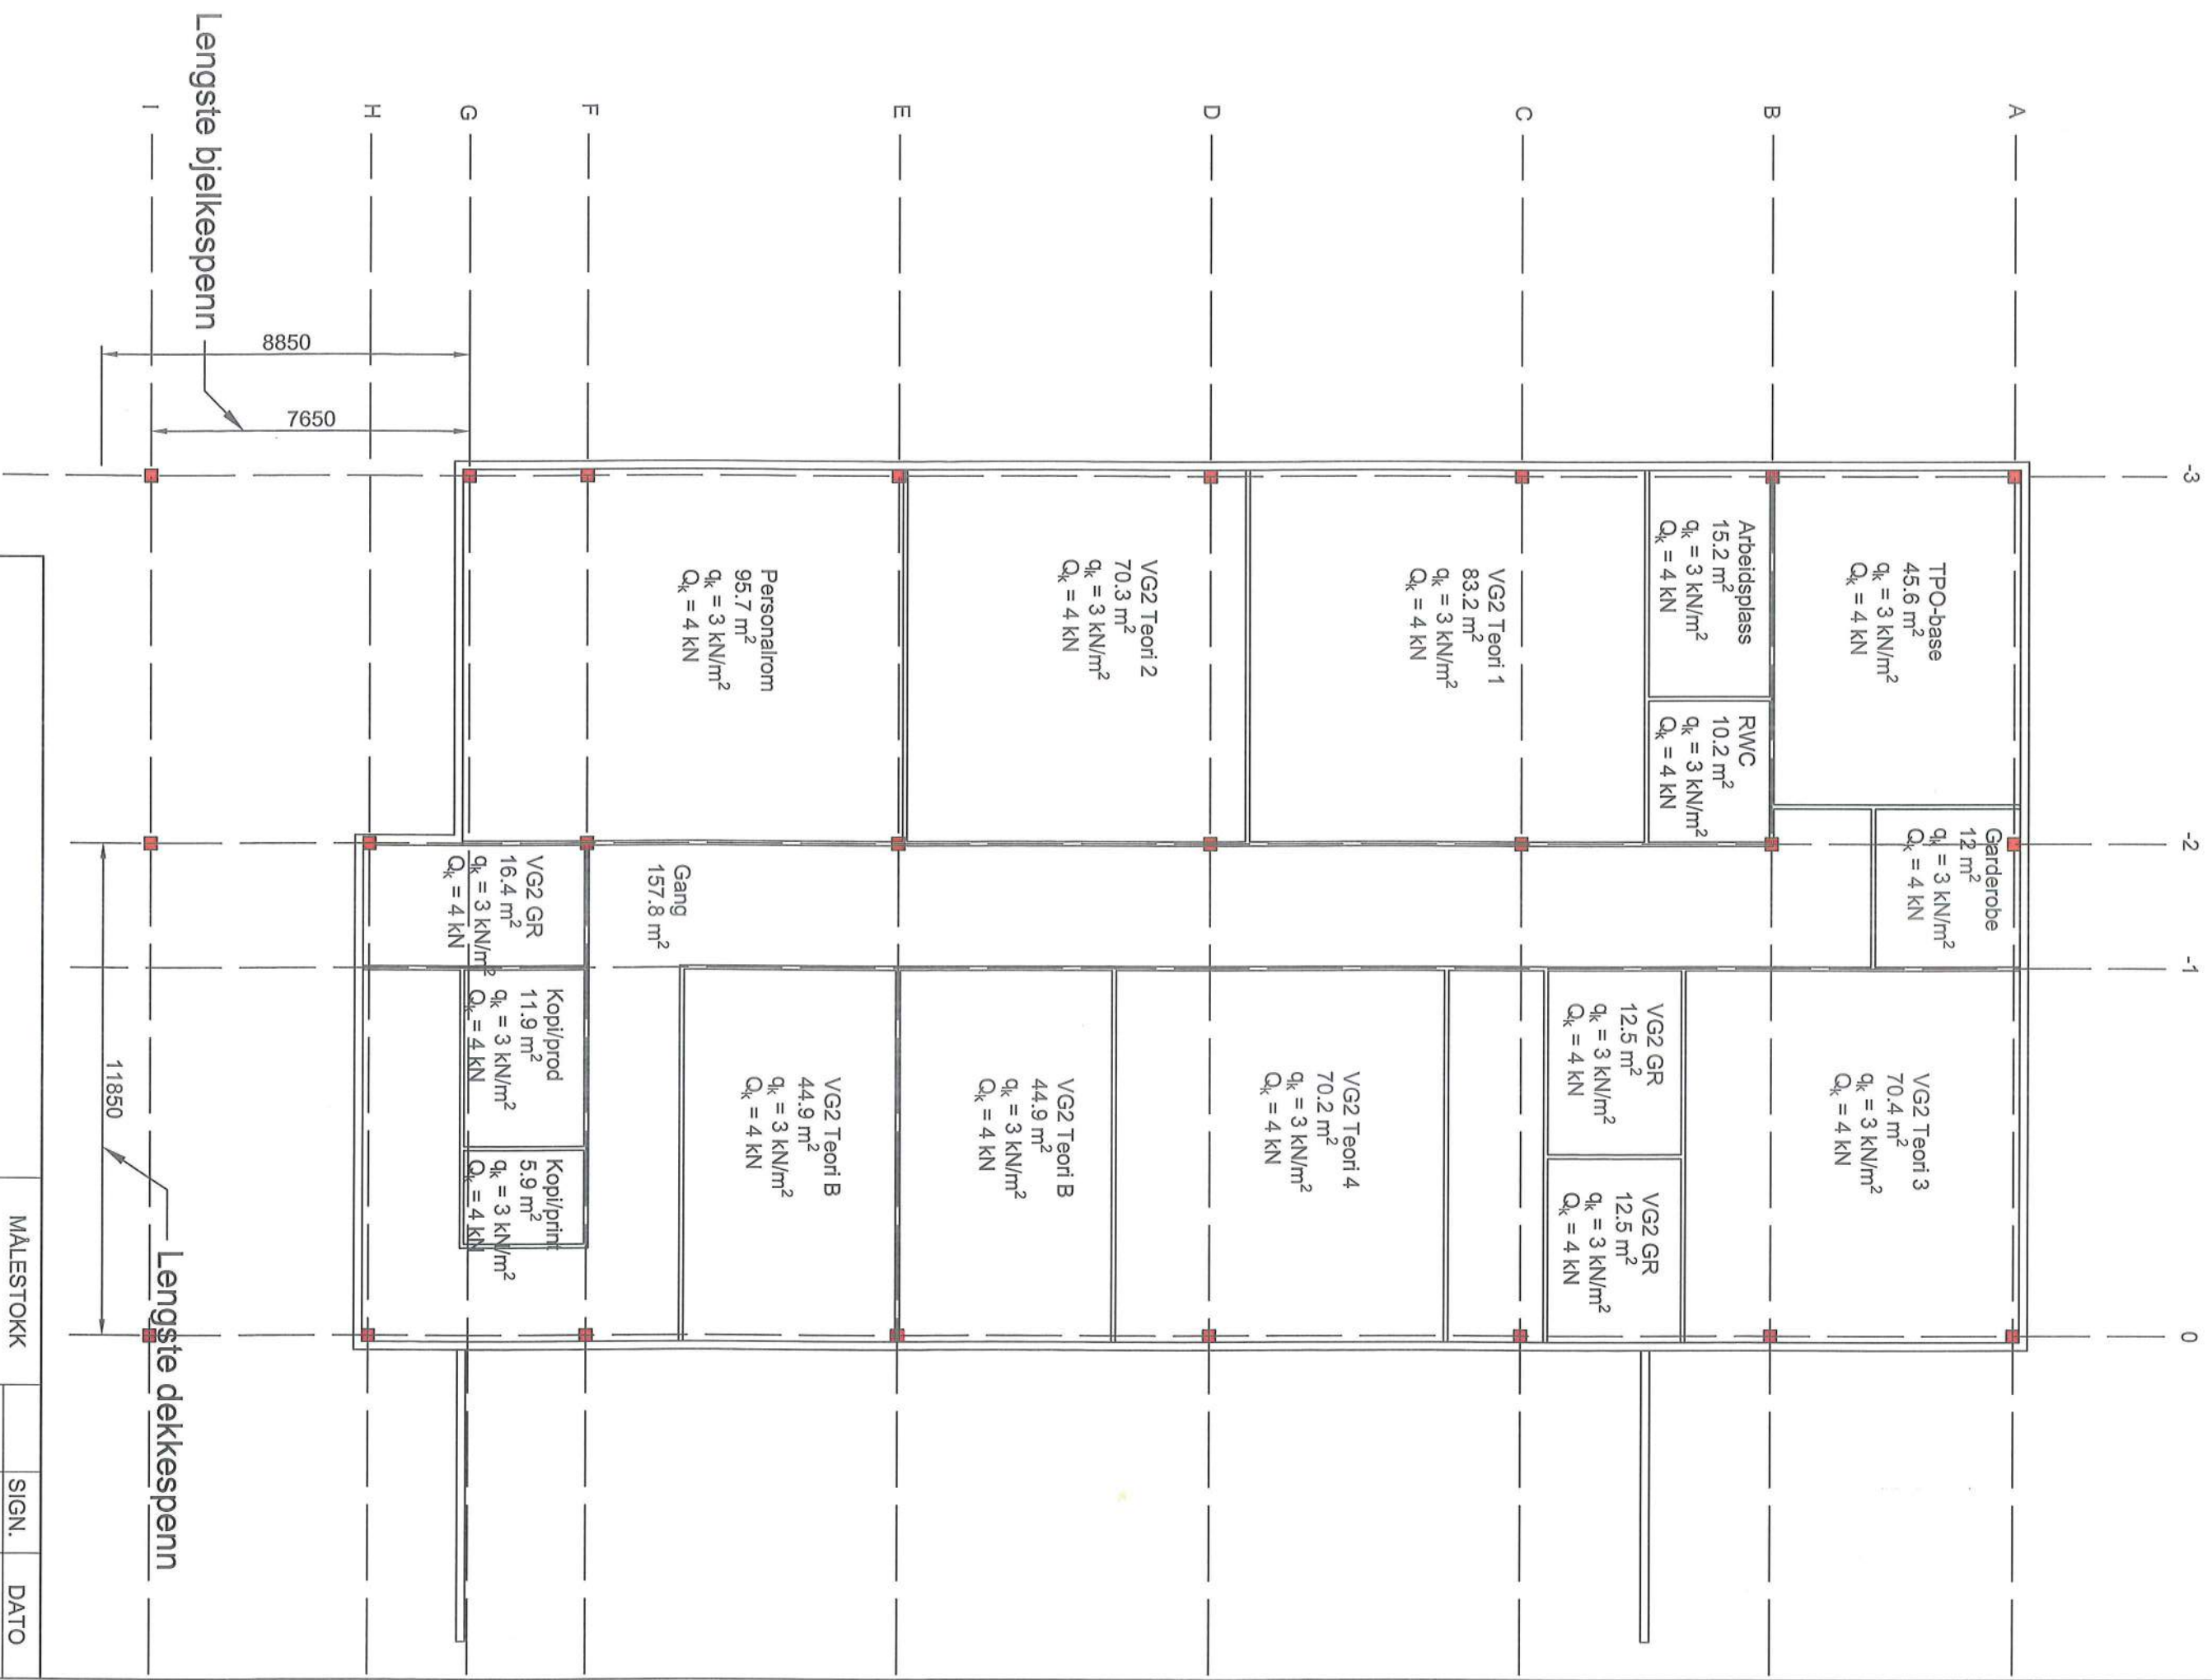 Lengste bjelkespenn
I
H
G
F
E
D
C
B
A
8850
7650
-3
-2
-1
0
TPO-base
45.6 m²
qk = 3 kN/m²
Qk = 4 kN
Arbeidsplass
15.2 m²
qk = 3 kN/m²
Qk = 4 kN
RWC
10.2 m²
qk = 3 kN/m²
Qk = 4 kN
VG2 Teori 1
83.2 m²
qk = 3 kN/m²
Qk = 4 kN
VG2 Teori 2
70.3 m²
qk = 3 kN/m²
Qk = 4 kN
Personalrom
95.7 m²
qk = 3 kN/m²
Qk = 4 kN
Garderobe
12 m²
qk = 3 kN/m²
Qk = 4 kN
Gang
157.8 m²
VG2 GR
16.4 m²
qk = 3 kN/m²
Qk = 4 kN
VG2 Teori 3
70.4 m²
qk = 3 kN/m²
Qk = 4 kN
VG2 GR
12.5 m²
qk = 3 kN/m²
Qk = 4 kN
VG2 GR
12.5 m²
qk = 3 kN/m²
Qk = 4 kN
VG2 Teori 4
70.2 m²
qk = 3 kN/m²
Qk = 4 kN
VG2 Teori B
44.9 m²
qk = 3 kN/m²
Qk = 4 kN
VG2 Teori B
44.9 m²
qk = 3 kN/m²
Qk = 4 kN
Kopi/prod
11.9 m²
qk = 3 kN/m²
Qk = 4 kN
Kopi/print
5.9 m²
qk = 3 kN/m²
Qk = 4 kN
11850
Lengste dekkespenn
MÅLESTOKK
SIGN.
DATO